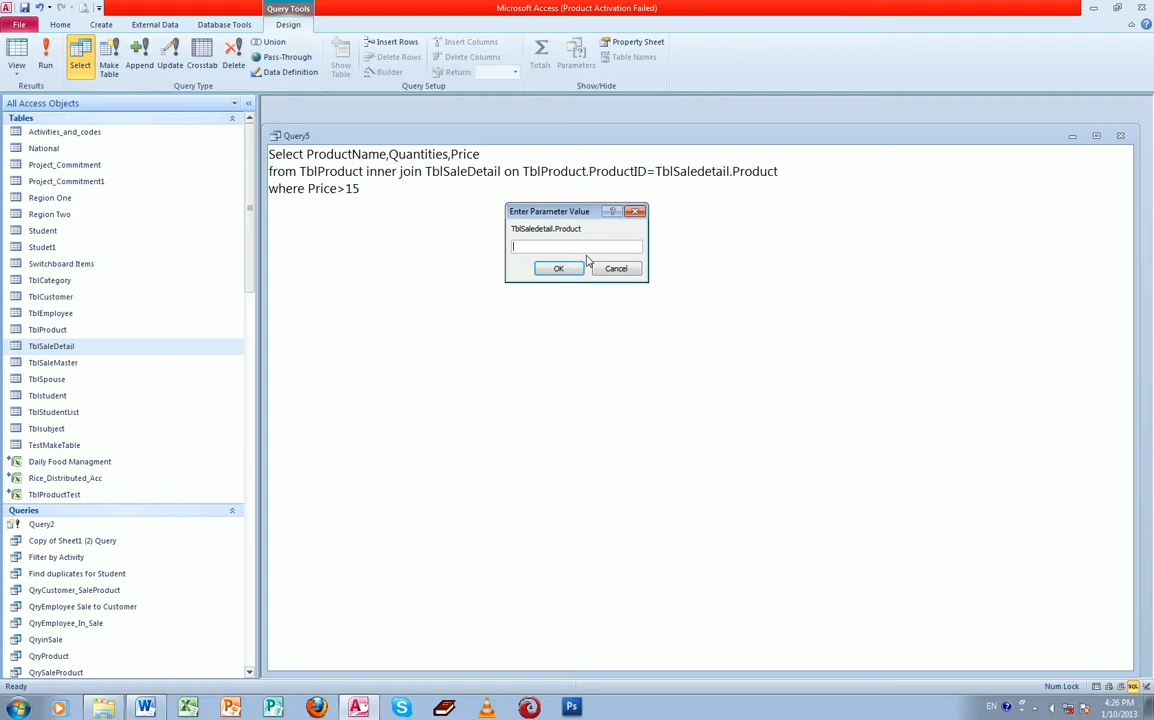 Query Tools
Microsoft Access (Product Activation Failed)
File Home Create External Data Database Tools Design
View
Run
Select
Make Table
Append
Update
Crosstab
Delete
Union
Pass-Through
Data Definition
Show Table
Insert Rows
Delete Rows
Builder
Insert Columns
Delete Columns
Return:
Totals
Parameters
Property Sheet
Table Names
Results
Query Type
Query Setup
Show/Hide
All Access Objects
Tables
Activities_and_codes
National
Project_Commitment
Project_Commitment1
Region One
Region Two
Student
Studet1
Switchboard Items
TblCategory
TblCustomer
TblEmployee
TblProduct
TblSaleDetail
TblSaleMaster
TblSpouse
Tblstudent
TblStudentList
Tblsubject
TestMakeTable
Daily Food Managment
Rice_Distributed_Acc
TblProductTest
Queries
Query2
Copy of Sheet1 (2) Query
Filter by Activity
Find duplicates for Student
QryCustomer_SaleProduct
QryEmployee Sale to Customer
QryEmployee_In_Sale
QryinSale
QryProduct
QrySaleProduct
Query5
Select ProductName,Quantities,Price
from TblProduct inner join TblSaleDetail on TblProduct.ProductID=TblSaledetail.Product
where Price>15
Enter Parameter Value
TblSaledetail.Product
OK Cancel
Ready
Num Lock
SQL
EN
4:26 PM
1/10/2013